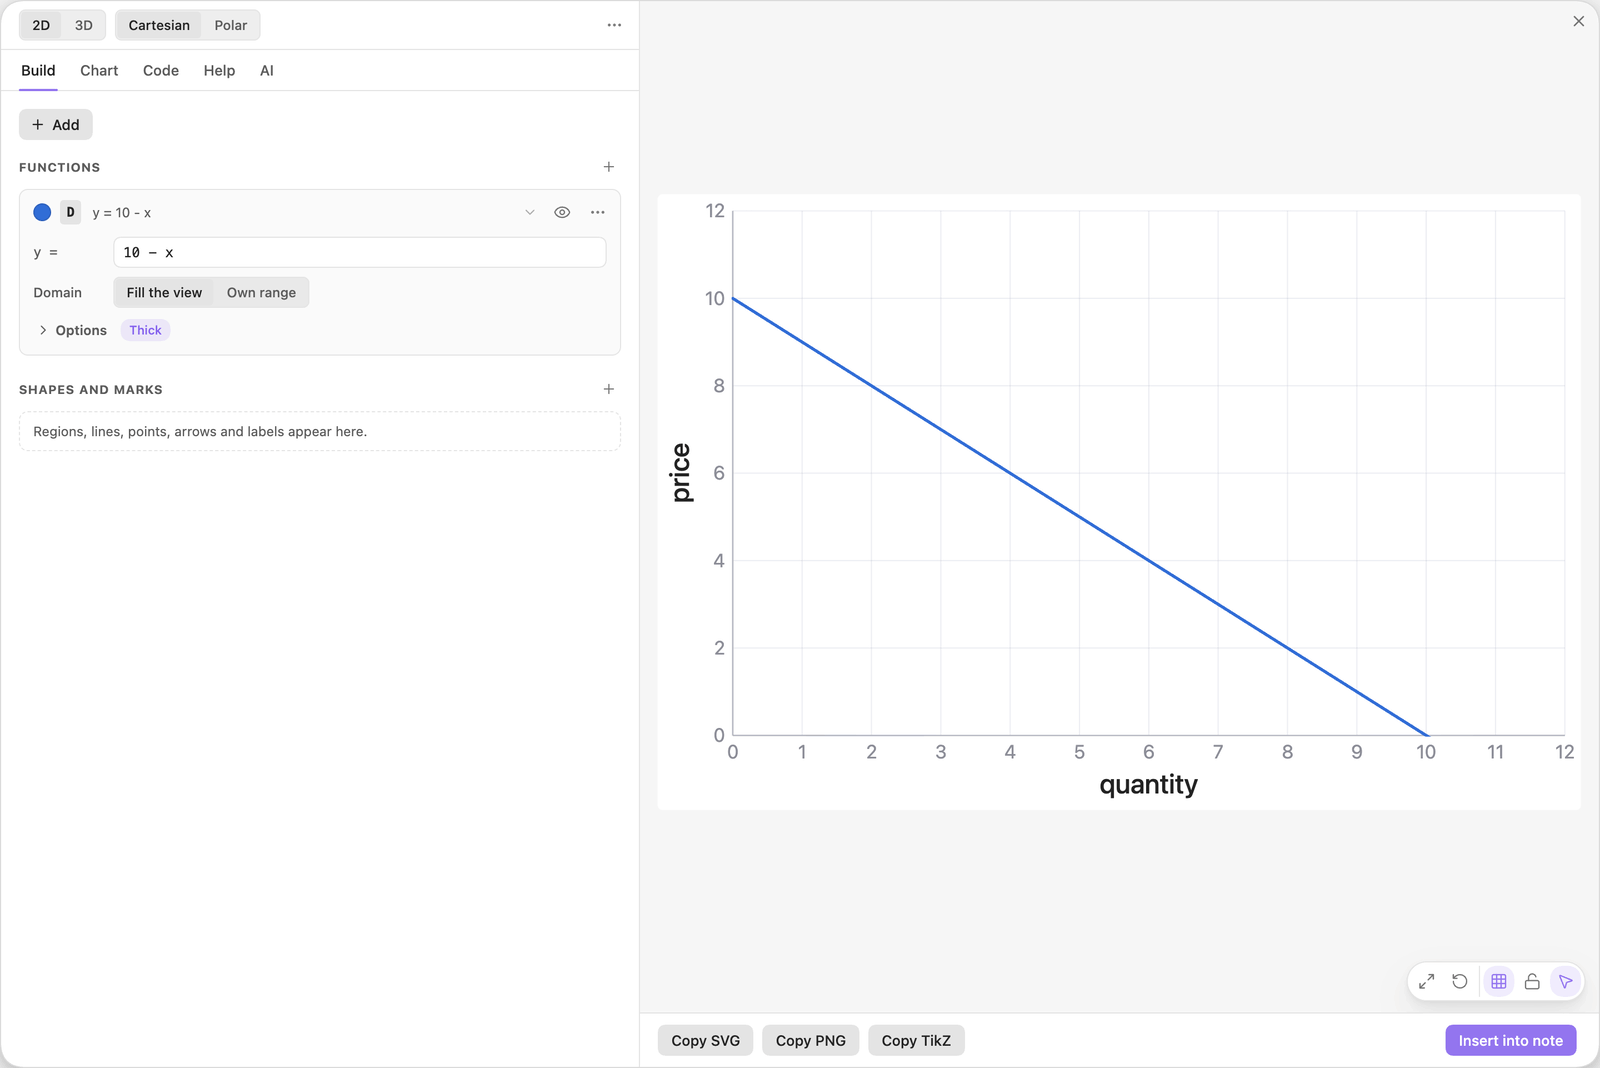 2D 3D Cartesian Polar
Build Chart Code Help AI
+ Add
FUNCTIONS
D y = 10 - x
y = 10 - x
Domain Fill the view Own range
Options Thick
SHAPES AND MARKS
Regions, lines, points, arrows and labels appear here.
12
10
8
6
4
2
0
price
0 1 2 3 4 5 6 7 8 9 10 11 12
quantity
Copy SVG Copy PNG Copy TikZ Insert into note